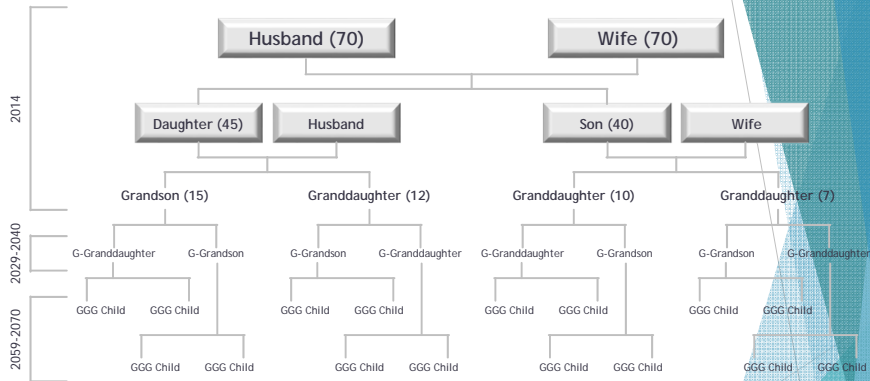 Husband (70) Wife (70)
2014
Daughter (45) Husband Son (40) Wife
Grandson (15) Granddaughter (12) Granddaughter (10) Granddaughter (7)
2029-2040
G-Granddaughter G-Grandson G-Grandson G-Granddaughter G-Granddaughter G-Grandson G-Grandson G-Granddaughter
2059-2070
GGG Child GGG Child GGG Child GGG Child GGG Child GGG Child GGG Child GGG Child
GGG Child GGG Child GGG Child GGG Child GGG Child GGG Child GGG Child GGG Child